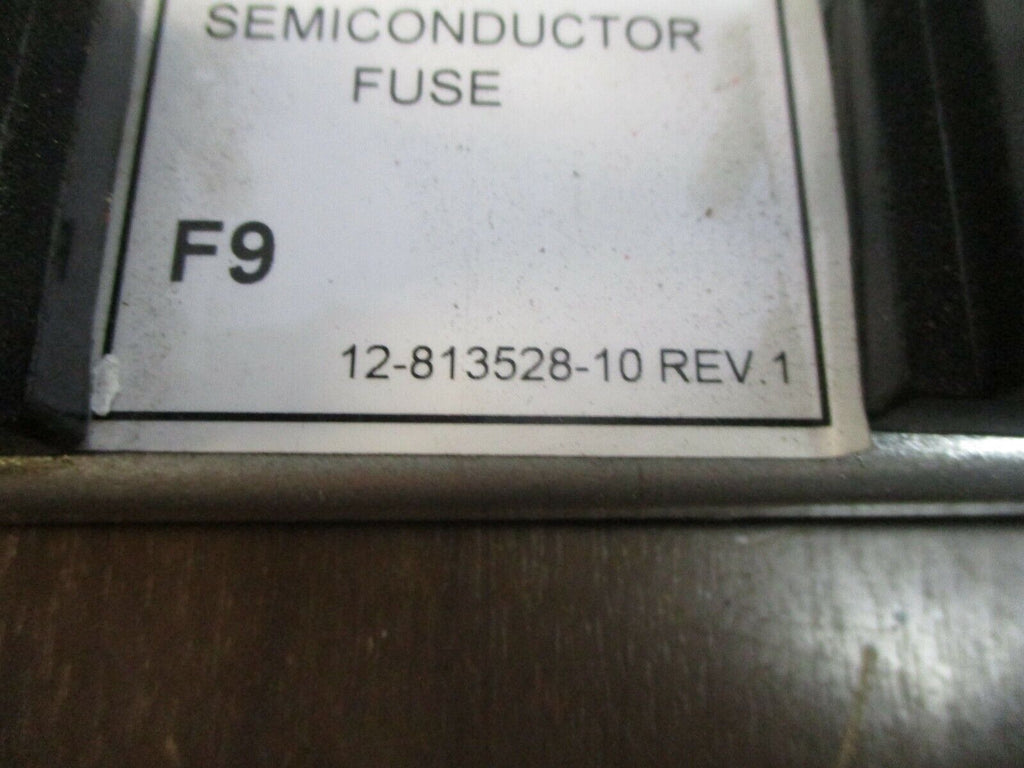 SEMICONDUCTOR
FUSE
F9
12-813528-10 REV.1